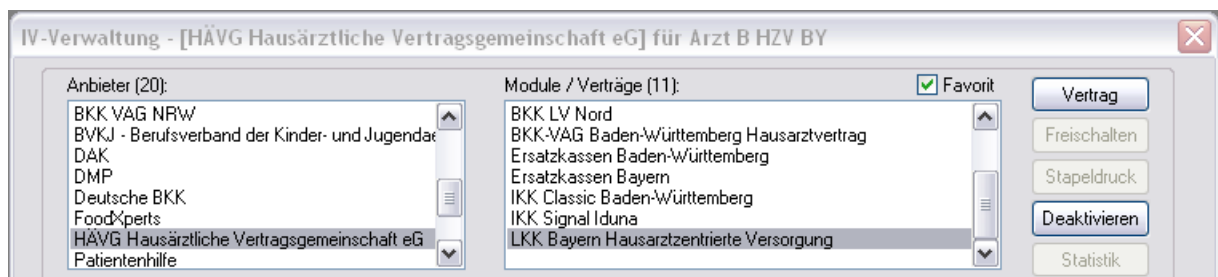 IV-Verwaltung - [HÄVG Hausärztliche Vertragsgemeinschaft eG] für Arzt B HZV BY
Anbieter (20):
BKK VAG NRW
BVKJ - Berufsverband der Kinder- und Jugendae
DAK
DMP
Deutsche BKK
FoodXperts
HÄVG Hausärztliche Vertragsgemeinschaft eG
Patientenhilfe
Module / Verträge (11):
Favorit
BKK LV Nord
BKK-VAG Baden-Württemberg Hausarztvertrag
Ersatzkassen Baden-Württemberg
Ersatzkassen Bayern
IKK Classic Baden-Württemberg
IKK Signal Iduna
LKK Bayern Hausarztzentrierte Versorgung
Vertrag
Freischalten
Stapeldruck
Deaktivieren
Statistik